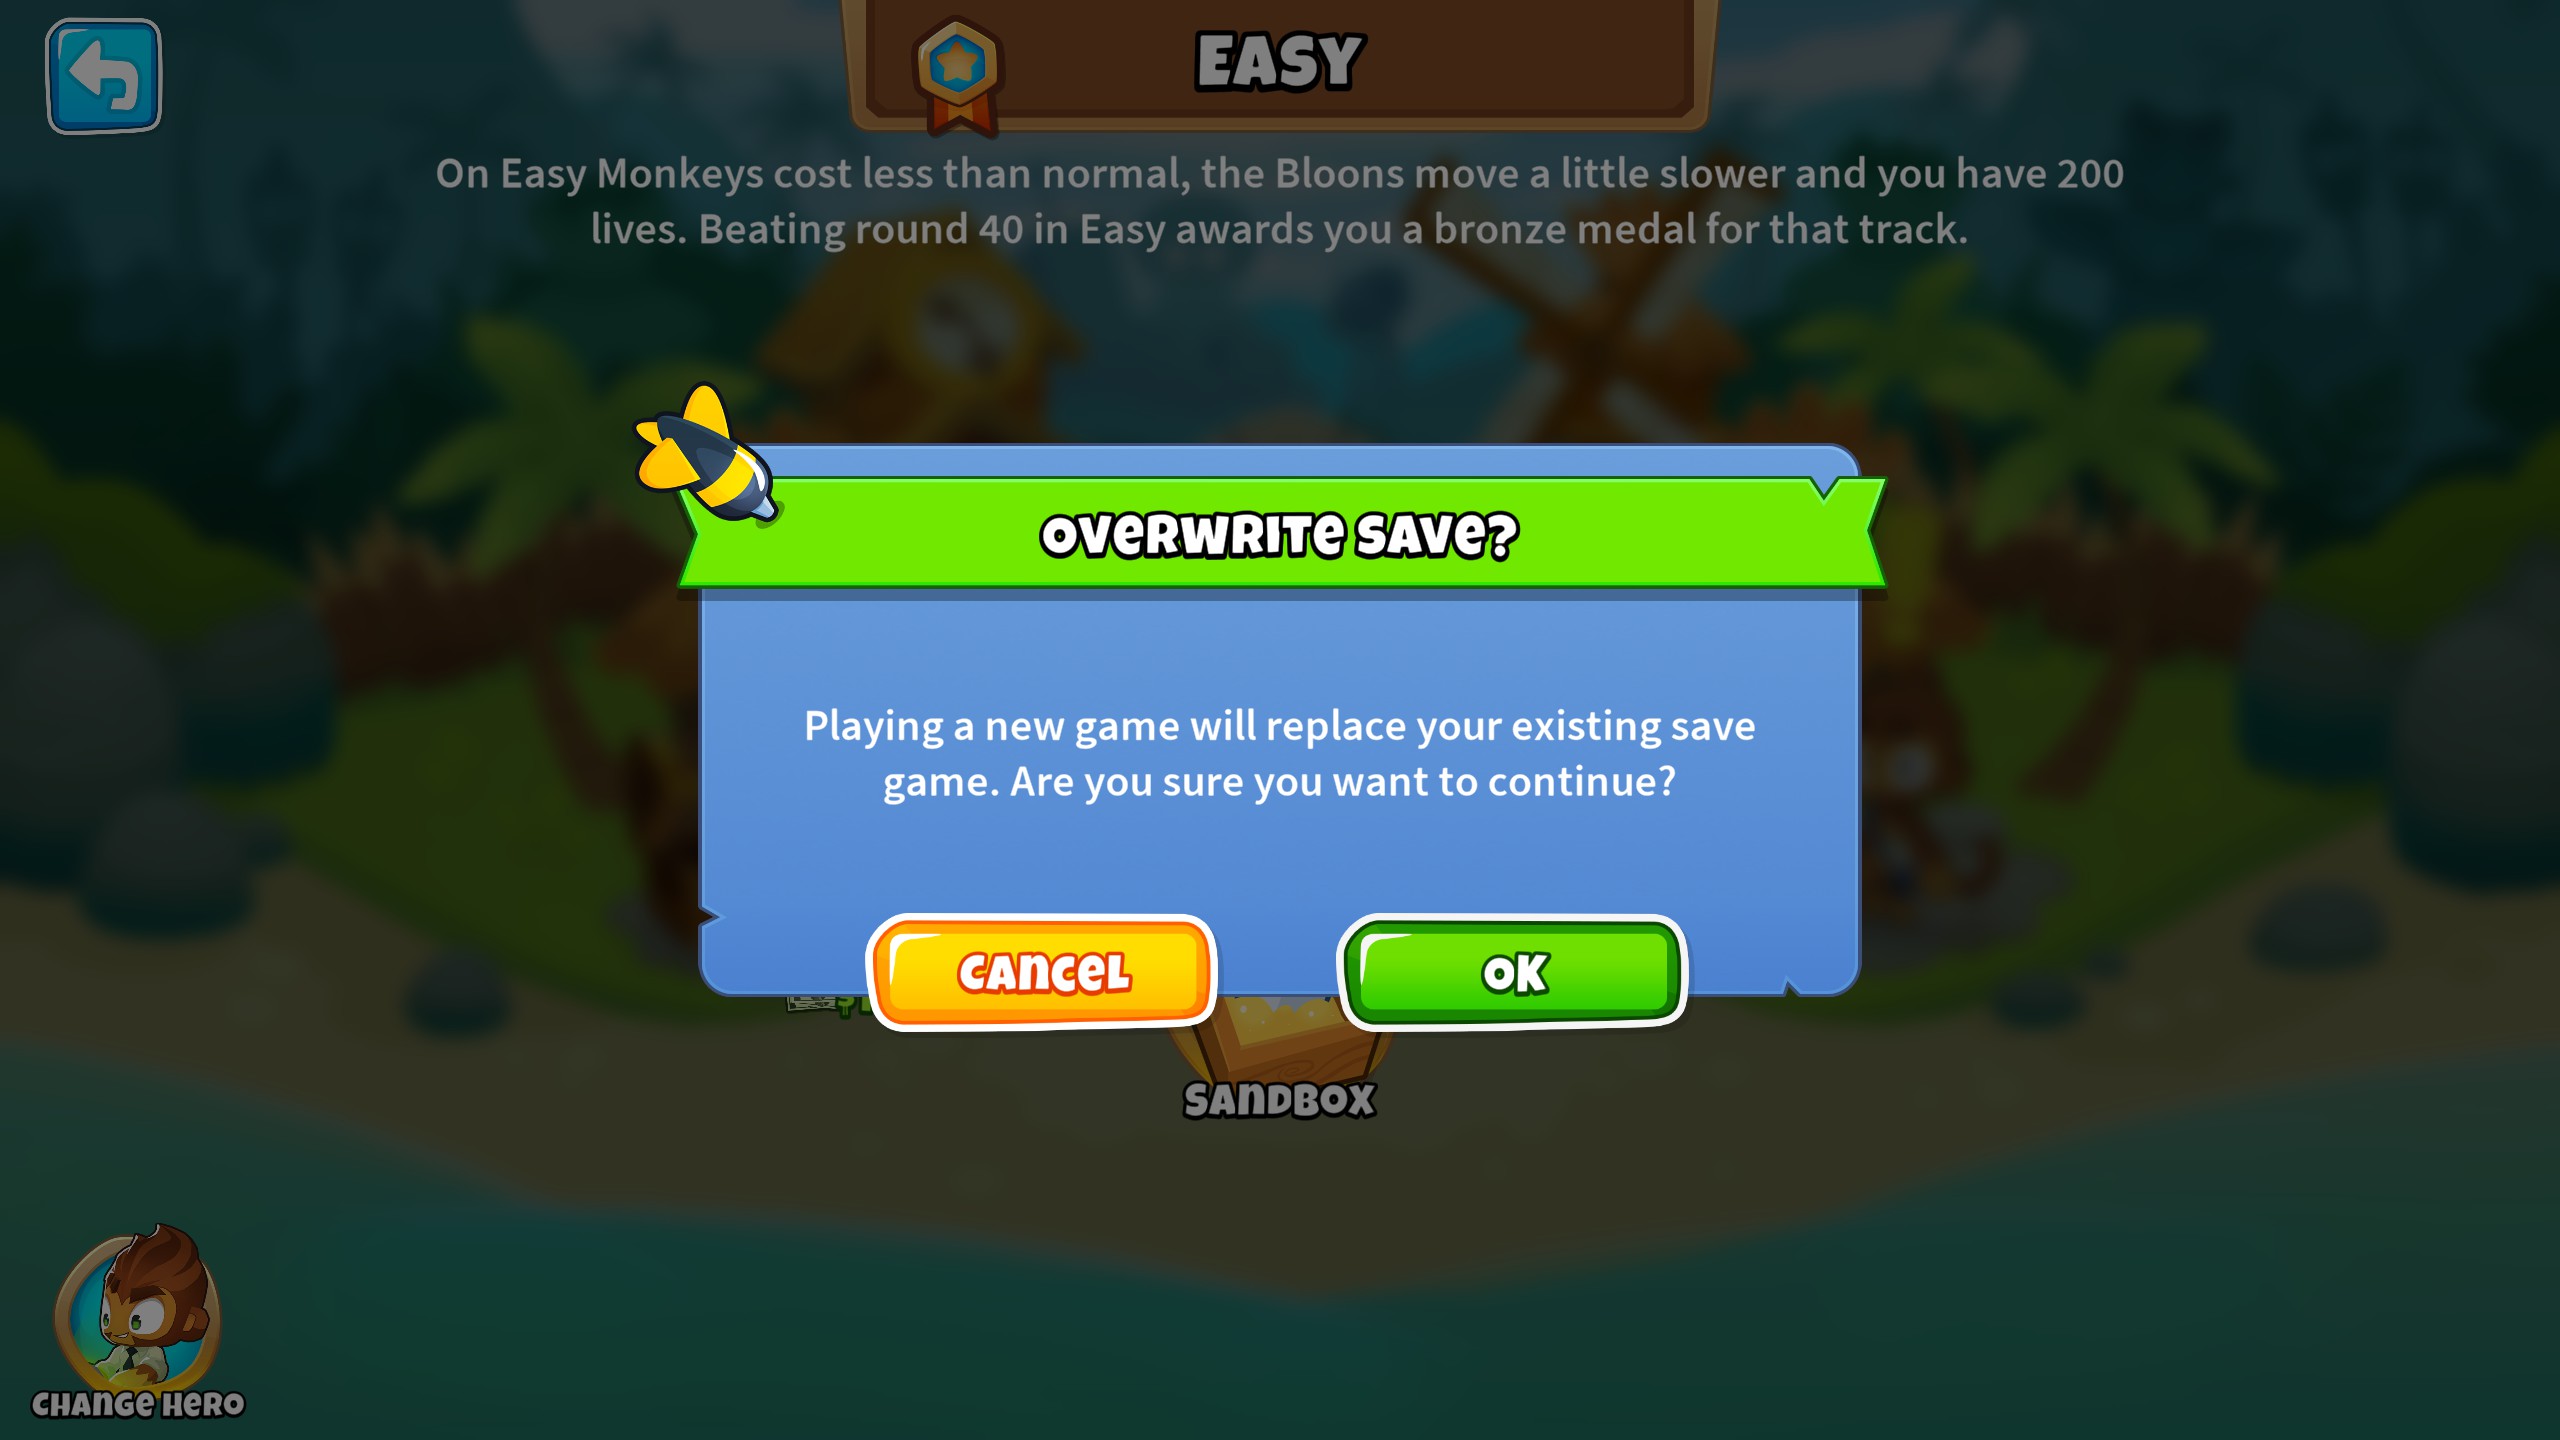 EASY
On Easy Monkeys cost less than normal, the Bloons move a little slower and you have 200
lives. Beating round 40 in Easy awards you a bronze medal for that track.
OVERWRITE SAVE?
Playing a new game will replace your existing save
game. Are you sure you want to continue?
CANCEL
OK
SANDBOX
CHANGE HERO